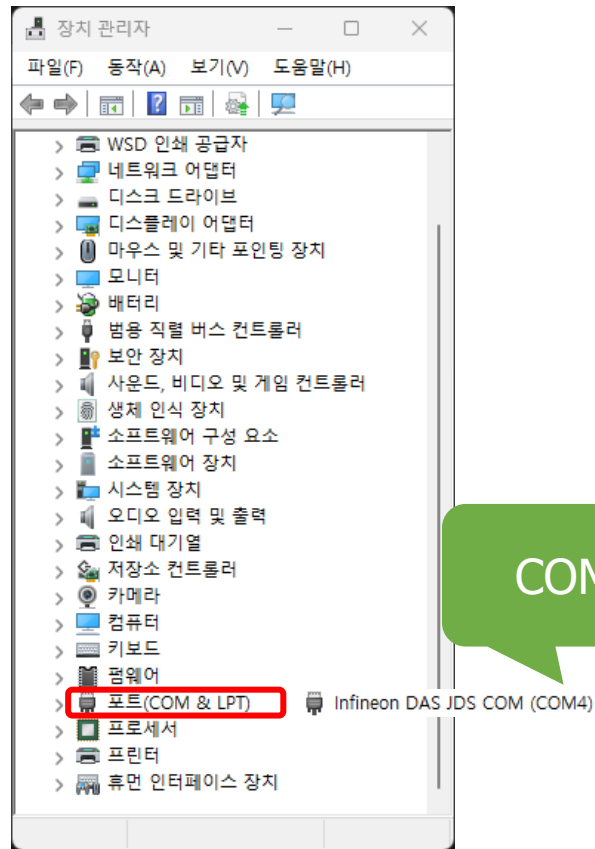 장치 관리자
파일(F) 동작(A) 보기(V) 도움말(H)
WSD 인쇄 공급자
네트워크 어댑터
디스크 드라이브
디스플레이 어댑터
마우스 및 기타 포인팅 장치
모니터
배터리
범용 직렬 버스 컨트롤러
보안 장치
사운드, 비디오 및 게임 컨트롤러
생체 인식 장치
소프트웨어 구성 요소
소프트웨어 장치
시스템 장치
오디오 입력 및 출력
인쇄 대기열
저장소 컨트롤러
COM
카메라
컴퓨터
키보드
펌웨어
포트(COM & LPT) Infineon DAS JDS COM (COM4)
프로세서
프린터
휴먼 인터페이스 장치